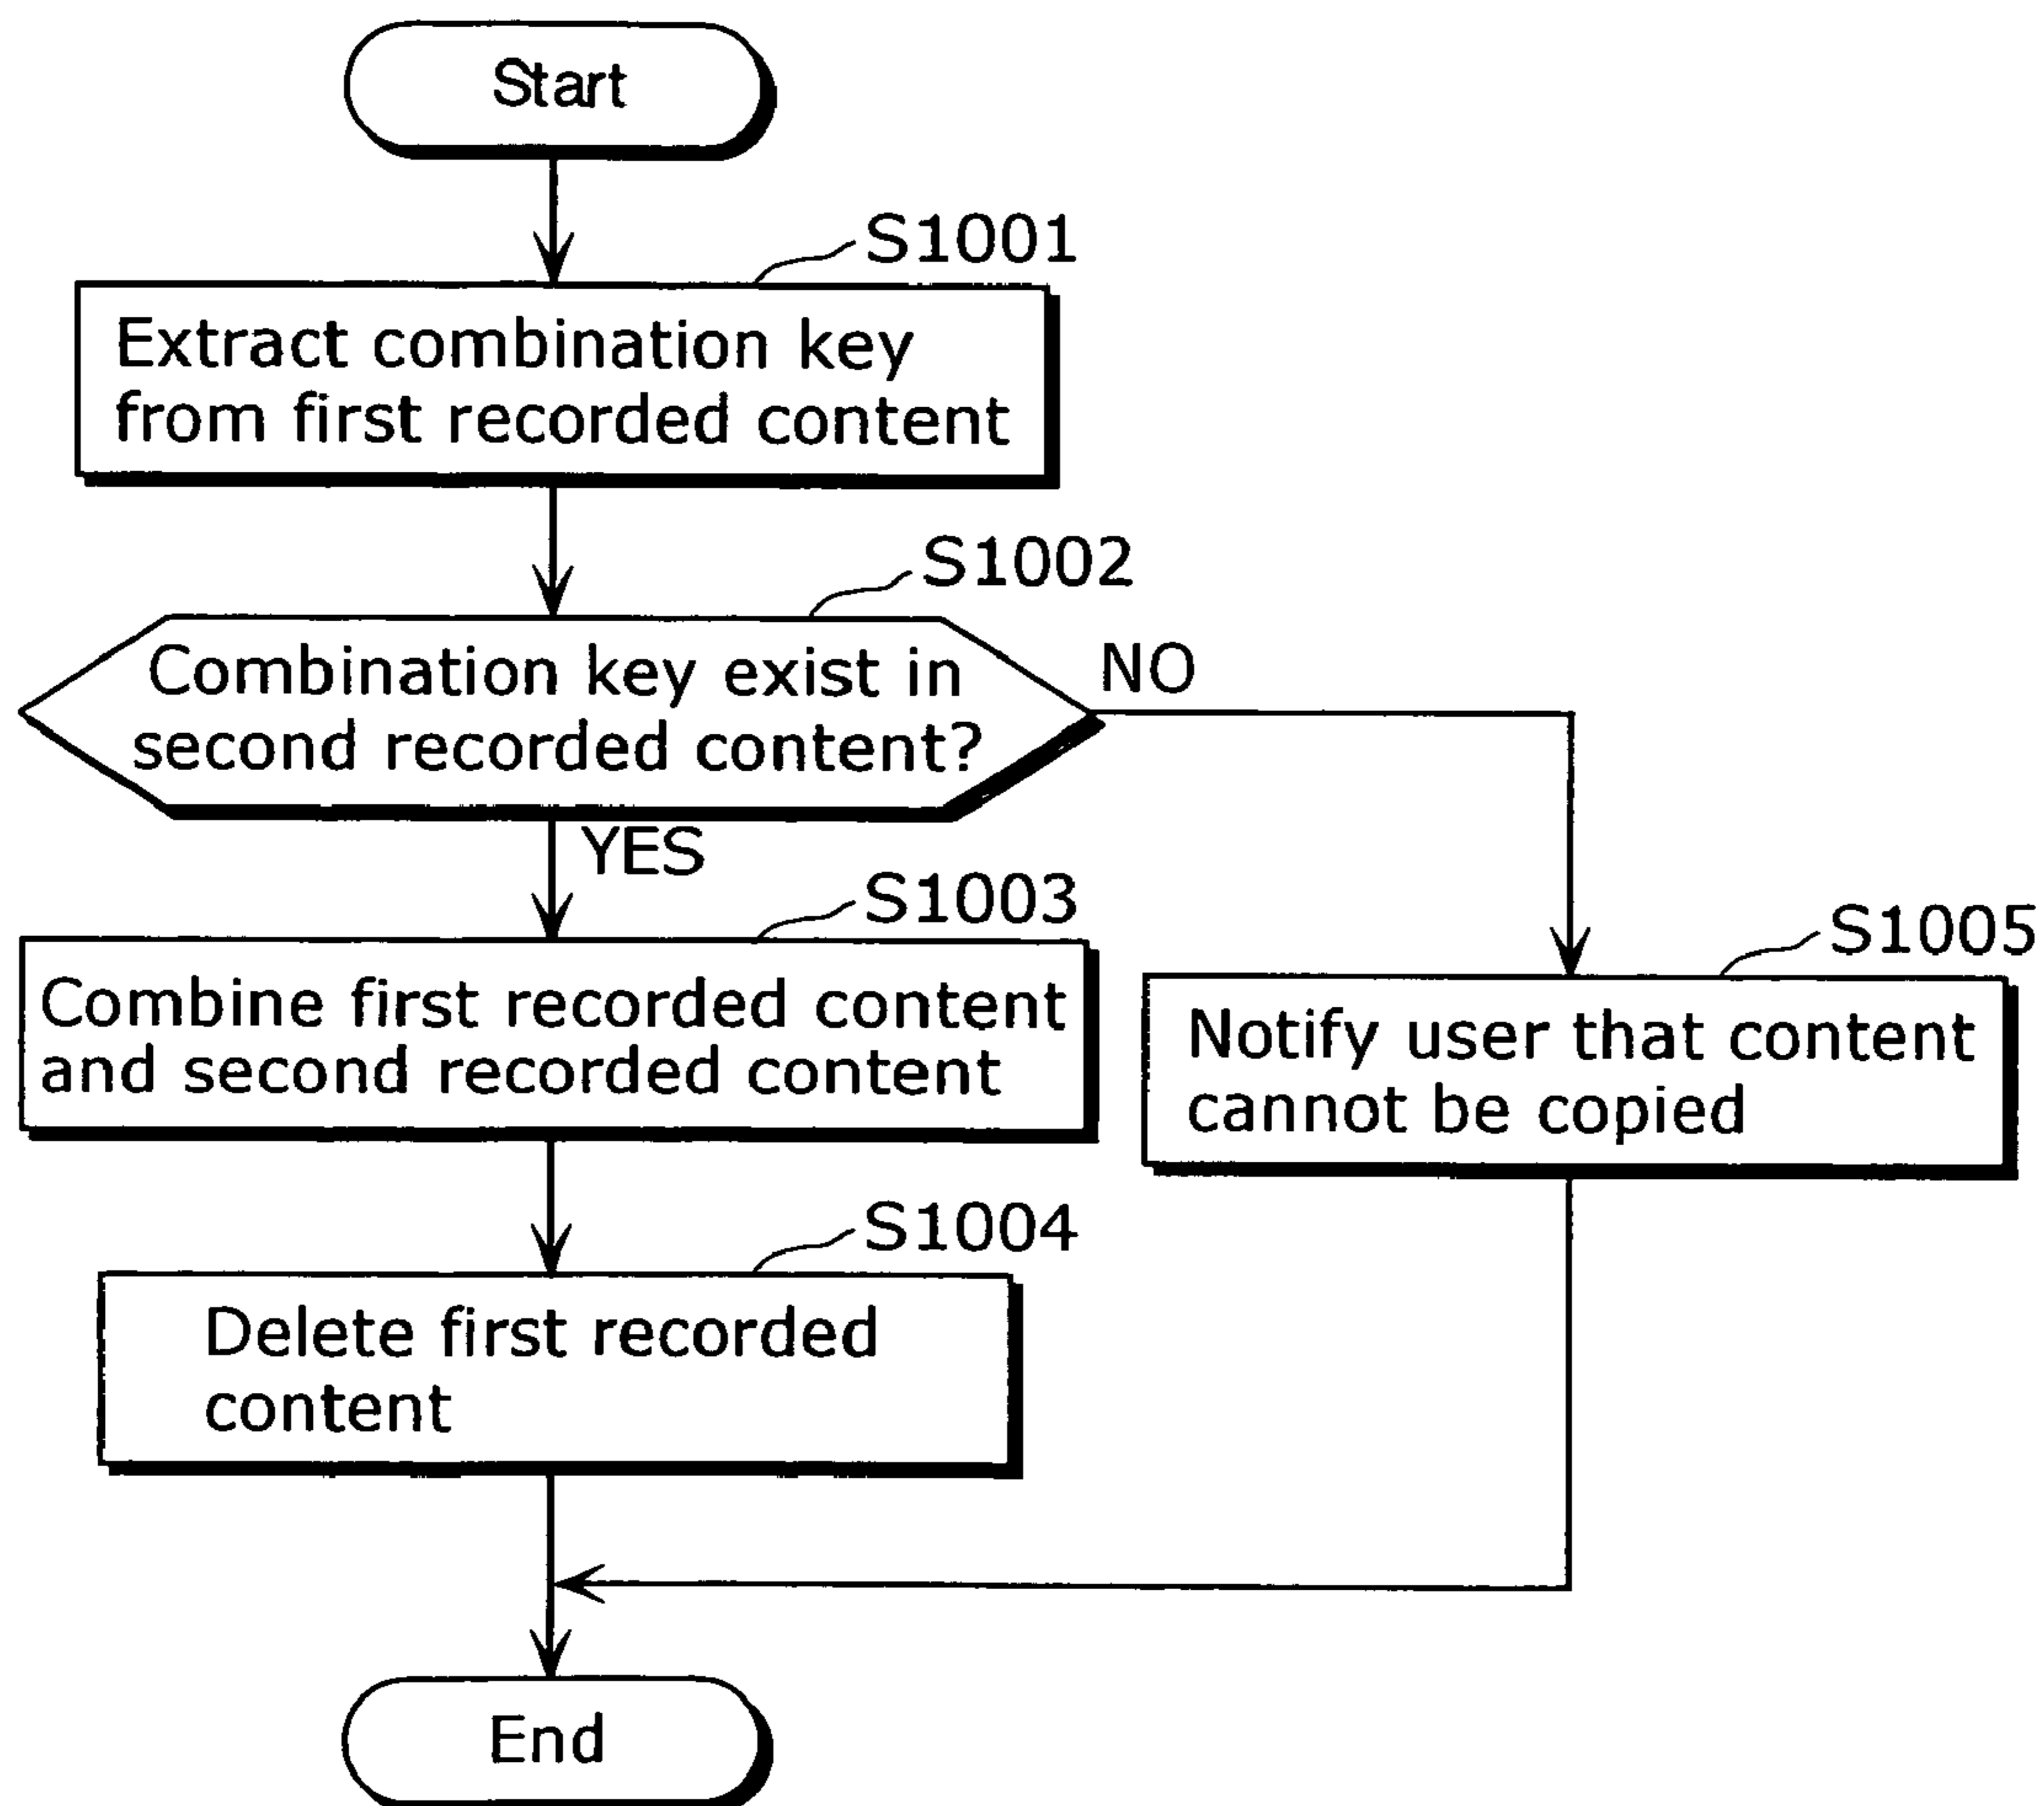 Start
S1001
Extract combination key
from first recorded content
S1002
Combination key exist in
second recorded content?
NO
YES
S1003
Combine first recorded content
and second recorded content
S1005
Notify user that content
cannot be copied
S1004
Delete first recorded
content
End